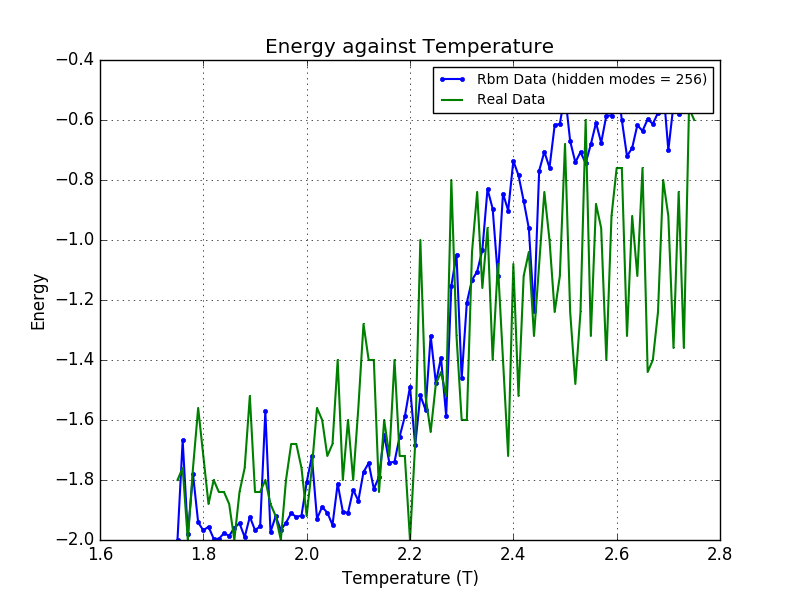 Energy against Temperature
Rbm Data (hidden modes = 256)
Real Data
−0.4
−0.6
−0.8
−1.0
−1.2
−1.4
−1.6
−1.8
−2.0
Energy
1.6 1.8 2.0 2.2 2.4 2.6 2.8
Temperature (T)